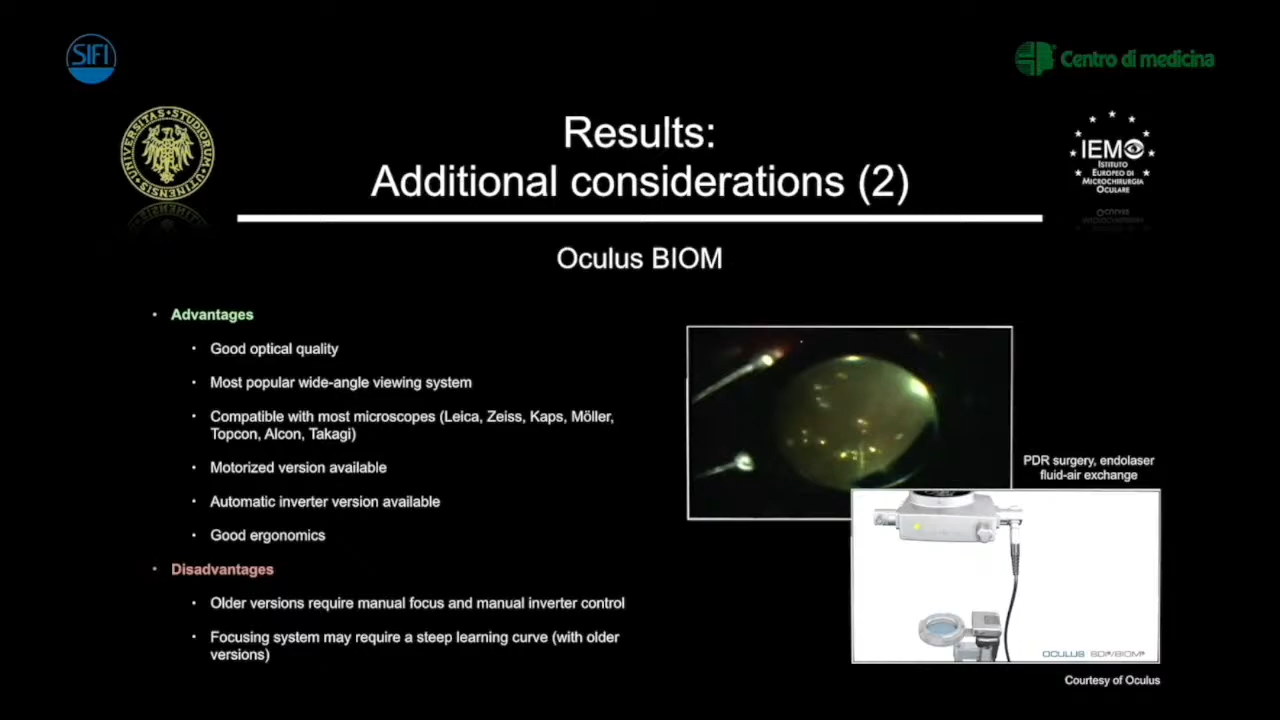 SIFI
Centro di medicina
UNIVERSITAS STUDIORUM UTINENSIS
IEMO
ISTITUTO
EUROPEO DI
MICROCHIRURGIA
OCULARE
Results:
Additional considerations (2)
Oculus BIOM
• Advantages
• Good optical quality
• Most popular wide-angle viewing system
• Compatible with most microscopes (Leica, Zeiss, Kaps, Möller,
Topcon, Alcon, Takagi)
• Motorized version available
• Automatic inverter version available
• Good ergonomics
• Disadvantages
• Older versions require manual focus and manual inverter control
• Focusing system may require a steep learning curve (with older
versions)
PDR surgery, endolaser
fluid-air exchange
OCULUS SDI®/BIOM®
Courtesy of Oculus